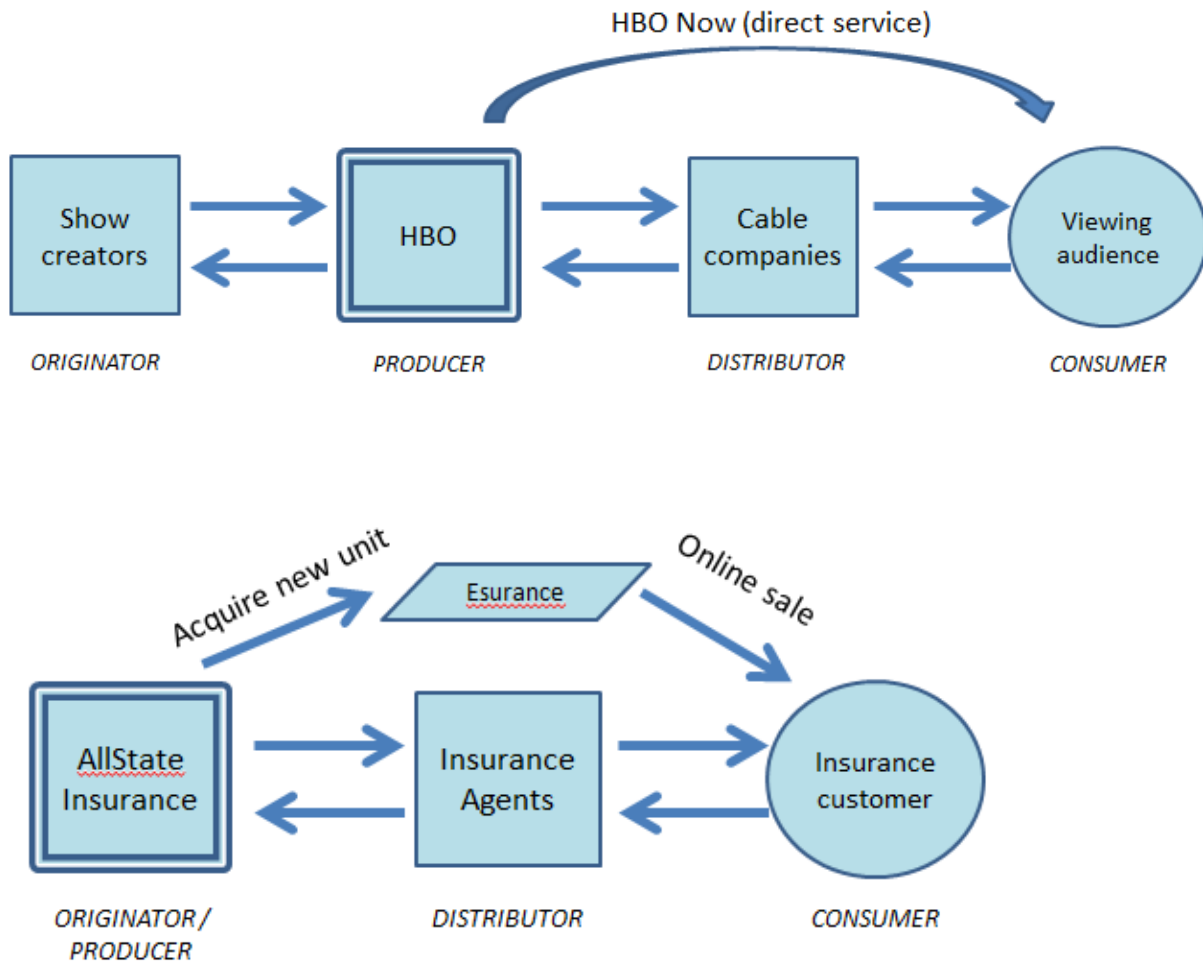 HBO Now (direct service)
Show
creators
HBO
Cable
companies
Viewing
audience
ORIGINATOR
PRODUCER
DISTRIBUTOR
CONSUMER
Acquire new unit
Esurance
Online sale
AllState
Insurance
Insurance
Agents
Insurance
customer
ORIGINATOR /
PRODUCER
DISTRIBUTOR
CONSUMER